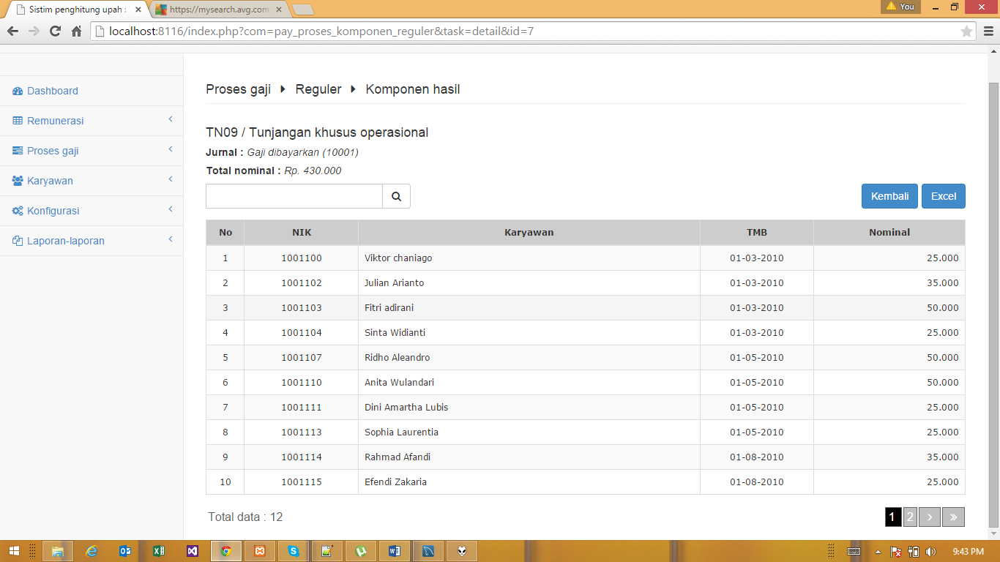 Sistim penghitung upah :
https://mysearch.avg.com
You
localhost:8116/index.php?com=pay_proses_komponen_reguler&task=detail&id=7
Dashboard
Remunerasi
Proses gaji
Karyawan
Konfigurasi
Laporan-laporan
Proses gaji Reguler Komponen hasil
TN09 / Tunjangan khusus operasional
Jurnal : Gaji dibayarkan (10001)
Total nominal : Rp. 430.000
Kembali Excel
No NIK Karyawan TMB Nominal
1 1001100 Viktor chaniago 01-03-2010 25.000
2 1001102 Julian Arianto 01-03-2010 35.000
3 1001103 Fitri adirani 01-03-2010 50.000
4 1001104 Sinta Widianti 01-03-2010 25.000
5 1001107 Ridho Aleandro 01-05-2010 50.000
6 1001110 Anita Wulandari 01-05-2010 50.000
7 1001111 Dini Amartha Lubis 01-05-2010 25.000
8 1001113 Sophia Laurentia 01-05-2010 25.000
9 1001114 Rahmad Afandi 01-08-2010 35.000
10 1001115 Efendi Zakaria 01-08-2010 25.000
Total data : 12
1 2 › »
9:43 PM